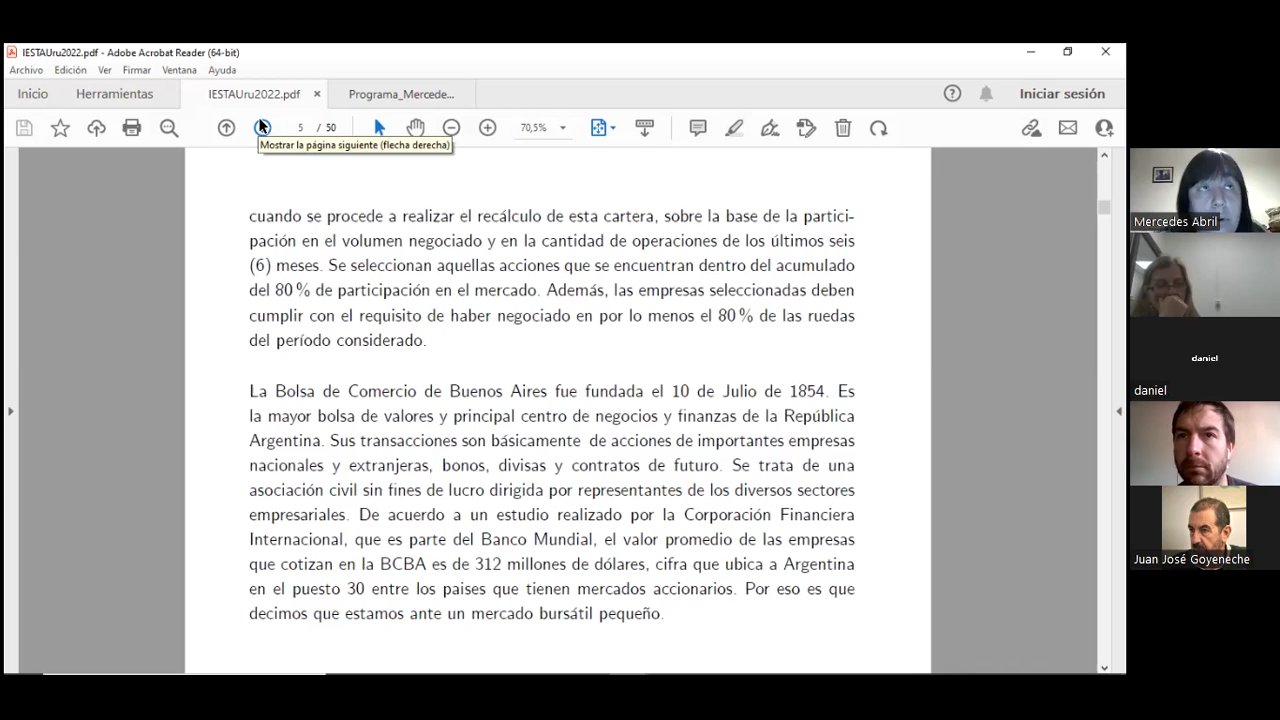 IESTAUru2022.pdf - Adobe Acrobat Reader (64-bit)
Archivo Edición Ver Firmar Ventana Ayuda
Inicio Herramientas IESTAUru2022.pdf × Programa_Mercede... Iniciar sesión
5 / 50 70,5%
Mostrar la página siguiente (flecha derecha)
cuando se procede a realizar el recálculo de esta cartera, sobre la base de la partici-
pación en el volumen negociado y en la cantidad de operaciones de los últimos seis
(6) meses. Se seleccionan aquellas acciones que se encuentran dentro del acumulado
del 80 % de participación en el mercado. Además, las empresas seleccionadas deben
cumplir con el requisito de haber negociado en por lo menos el 80 % de las ruedas
del período considerado.
La Bolsa de Comercio de Buenos Aires fue fundada el 10 de Julio de 1854. Es
la mayor bolsa de valores y principal centro de negocios y finanzas de la República
Argentina. Sus transacciones son básicamente de acciones de importantes empresas
nacionales y extranjeras, bonos, divisas y contratos de futuro. Se trata de una
asociación civil sin fines de lucro dirigida por representantes de los diversos sectores
empresariales. De acuerdo a un estudio realizado por la Corporación Financiera
Internacional, que es parte del Banco Mundial, el valor promedio de las empresas
que cotizan en la BCBA es de 312 millones de dólares, cifra que ubica a Argentina
en el puesto 30 entre los paises que tienen mercados accionarios. Por eso es que
decimos que estamos ante un mercado bursátil pequeño.
Mercedes Abril
daniel
daniel
Juan José Goyeneche